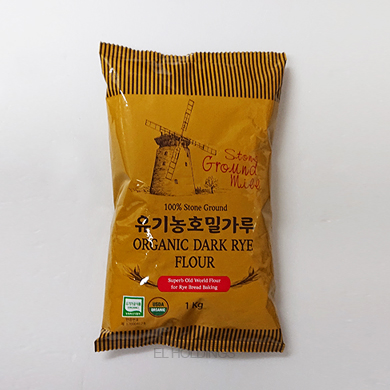 Stone
Ground
Mill
100% Stone Ground
유기농호밀가루
ORGANIC DARK RYE
FLOUR
Superb Old World Flour
for Rye Bread Baking
USDA
ORGANIC
1 Kg
EL HOLDINGS